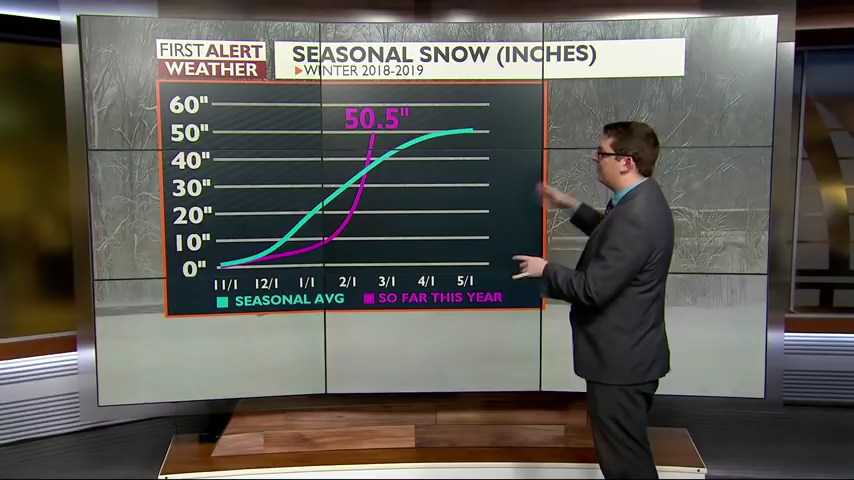 FIRST ALERT
WEATHER
SEASONAL SNOW (INCHES)
WINTER 2018-2019
60"
50.5"
50"
40"
30"
20"
10"
0"
11/1 12/1 1/1 2/1 3/1 4/1 5/1
SEASONAL AVG SO FAR THIS YEAR